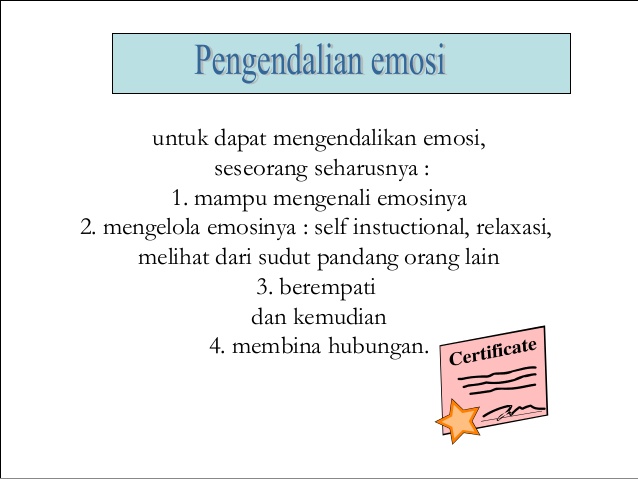 Pengendalian emosi
untuk dapat mengendalikan emosi,
seseorang seharusnya :
1. mampu mengenali emosinya
2. mengelola emosinya : self instuctional, relaxasi,
melihat dari sudut pandang orang lain
3. berempati
dan kemudian
4. membina hubungan.
Certificate